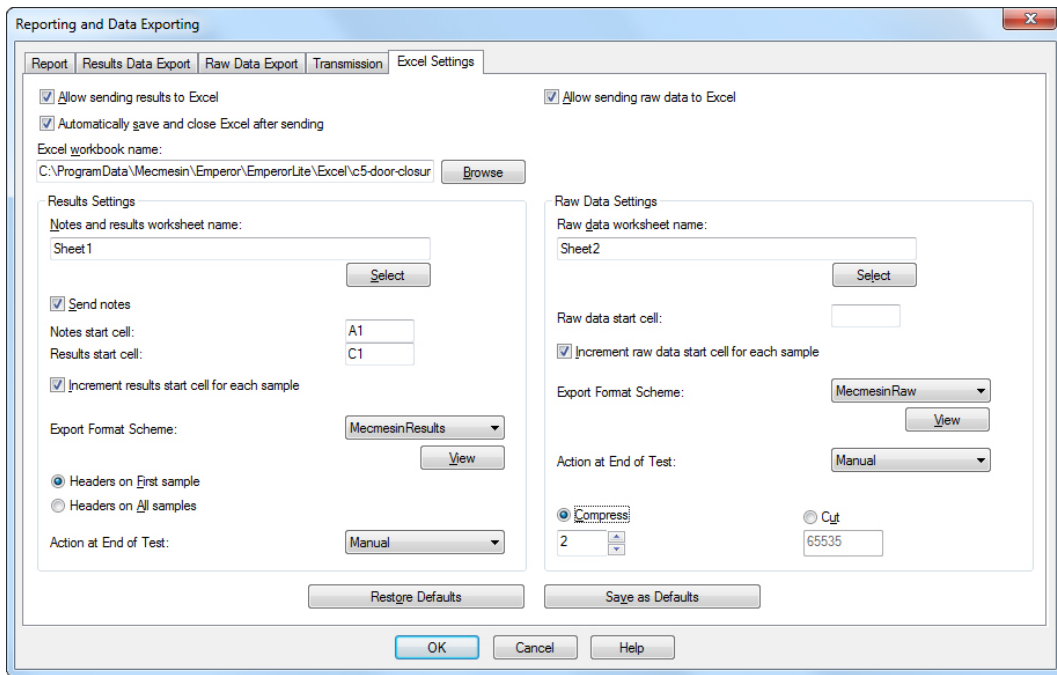 Reporting and Data Exporting
Report Results Data Export Raw Data Export Transmission Excel Settings
Allow sending results to Excel
Allow sending raw data to Excel
Automatically save and close Excel after sending
Excel workbook name:
C:\ProgramData\Mecmesin\Emperor\EmperorLite\Excel\c5-door-closur
Browse
Results Settings
Notes and results worksheet name:
Sheet1
Select
Send notes
Notes start cell: A1
Results start cell: C1
Increment results start cell for each sample
Export Format Scheme: MecmesinResults
View
Headers on First sample
Headers on All samples
Action at End of Test: Manual
Raw Data Settings
Raw data worksheet name:
Sheet2
Select
Raw data start cell:
Increment raw data start cell for each sample
Export Format Scheme: MecmesinRaw
View
Action at End of Test: Manual
Compress Cut
2 65535
Restore Defaults Save as Defaults
OK Cancel Help